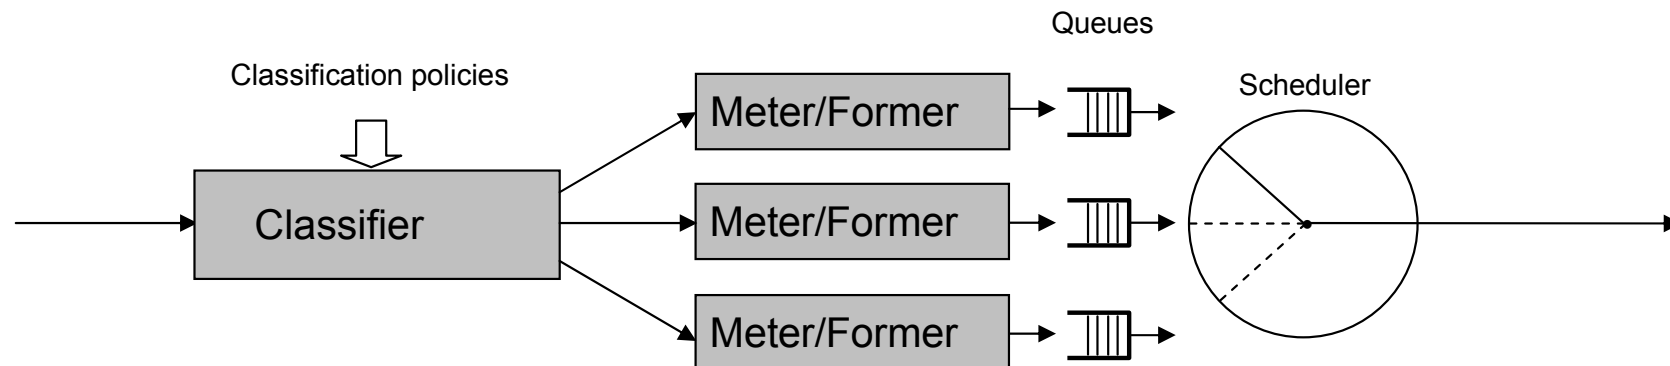 Queues
Classification policies
Scheduler
Meter/Former
Classifier
Meter/Former
Meter/Former